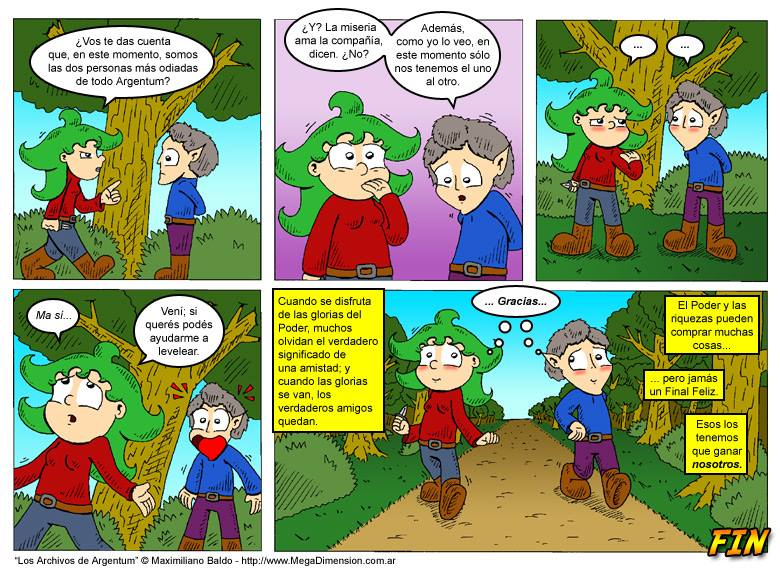 ¿Vos te das cuenta
que, en este momento, somos
las dos personas más odiadas
de todo Argentum?
¿Y? La miseria
ama la compañía,
dicen. ¿No?
Además,
como yo lo veo, en
este momento sólo
nos tenemos el uno
al otro.
...
...
Ma sí...
Vení; si
querés podés
ayudarme a
levelear.
Cuando se disfruta
de las glorias del
Poder, muchos
olvidan el verdadero
significado de
una amistad; y
cuando las glorias
se van, los
verdaderos amigos
quedan.
... Gracias...
El Poder y las
riquezas pueden
comprar muchas
cosas...
... pero jamás
un Final Feliz.
Esos los
tenemos
que ganar
nosotros.
FIN
"Los Archivos de Argentum" © Maximiliano Baldo - http://www.MegaDimension.com.ar